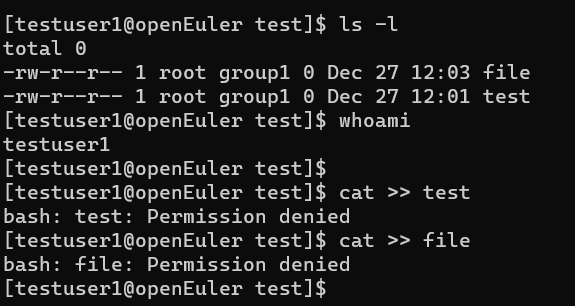 [testuser1@openEuler test]$ ls -l
total 0
-rw-r--r-- 1 root group1 0 Dec 27 12:03 file
-rw-r--r-- 1 root group1 0 Dec 27 12:01 test
[testuser1@openEuler test]$ whoami
testuser1
[testuser1@openEuler test]$
[testuser1@openEuler test]$ cat >> test
bash: test: Permission denied
[testuser1@openEuler test]$ cat >> file
bash: file: Permission denied
[testuser1@openEuler test]$